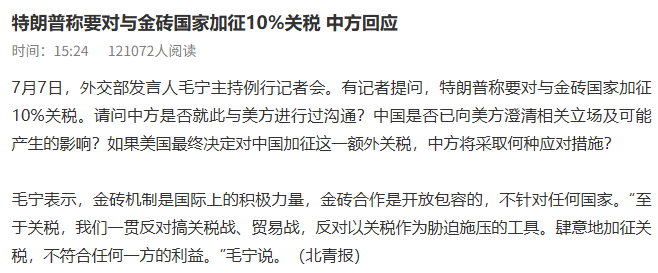 特朗普称要对与金砖国家加征10%关税 中方回应
时间：15:24 121072人阅读
7月7日，外交部发言人毛宁主持例行记者会。有记者提问，特朗普称要对与金砖国家加征
10%关税。请问中方是否就此与美方进行过沟通？中国是否已向美方澄清相关立场及可能
产生的影响？如果美国最终决定对中国加征这一额外关税，中方将采取何种应对措施？
毛宁表示，金砖机制是国际上的积极力量，金砖合作是开放包容的，不针对任何国家。“至
于关税，我们一贯反对搞关税战、贸易战，反对以关税作为胁迫施压的工具。肆意地加征关
税，不符合任何一方的利益。”毛宁说。（北青报）